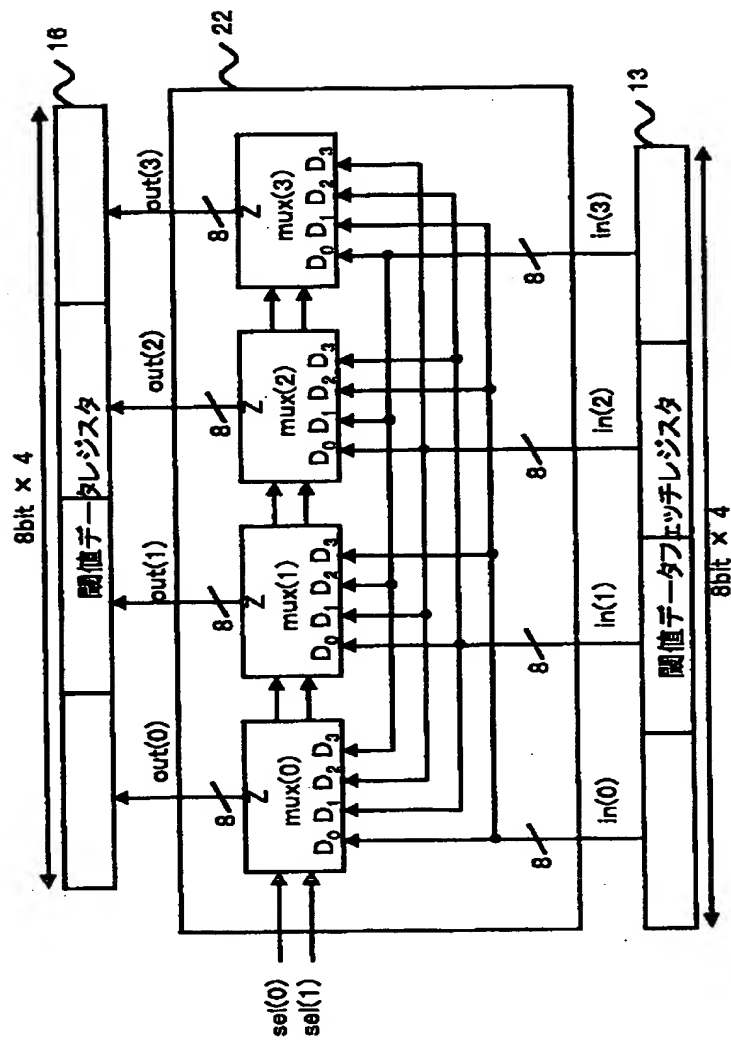 8bit × 4
16
閾値データレジスタ
out(0)
out(1)
out(2)
out(3)
8
8
8
8
22
Z
Z
Z
Z
sel(0)
sel(1)
mux(0)
mux(1)
mux(2)
mux(3)
D0 D1 D2 D3
D0 D1 D2 D3
D0 D1 D2 D3
D0 D1 D2 D3
8
8
8
8
in(0)
in(1)
in(2)
in(3)
13
閾値データフェッチレジスタ
8bit × 4